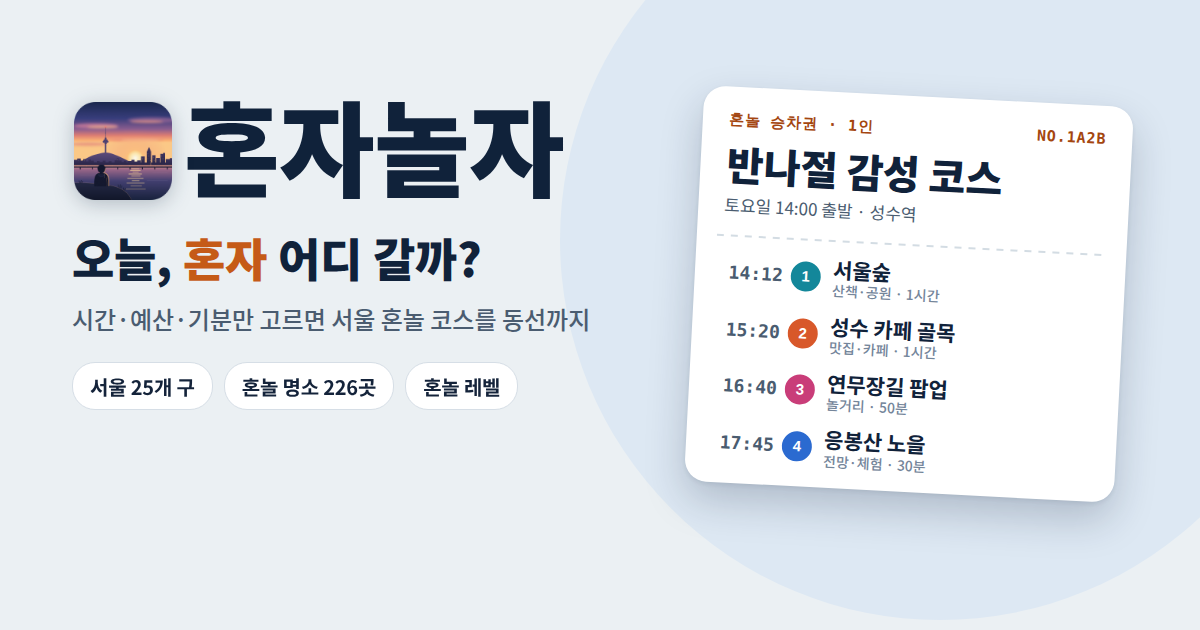 혼자놀자
오늘, 혼자 어디 갈까?
시간·예산·기분만 고르면 서울 혼놀 코스를 동선까지
서울 25개 구
혼놀 명소 226곳
혼놀 레벨
혼놀 승차권 · 1인
NO.1A2B
반나절 감성 코스
토요일 14:00 출발 · 성수역
14:12 1 서울숲
산책·공원 · 1시간
15:20 2 성수 카페 골목
맛집·카페 · 1시간
16:40 3 연무장길 팝업
놀거리 · 50분
17:45 4 응봉산 노을
전망·체험 · 30분